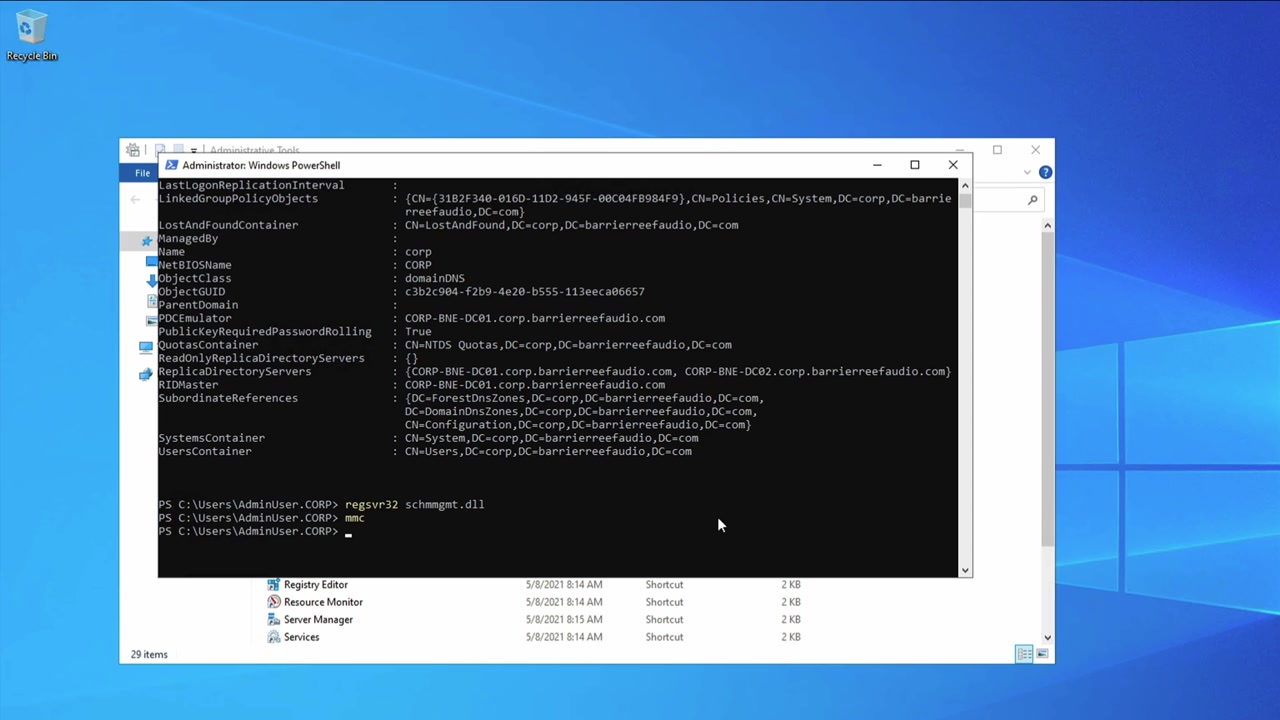 Recycle Bin
Administrative Tools
Administrator: Windows PowerShell
File
LastLogonReplicationInterval :
LinkedGroupPolicyObjects : {CN={31B2F340-016D-11D2-945F-00C04FB984F9},CN=Policies,CN=System,DC=corp,DC=barrie
rreefaudio,DC=com}
LostAndFoundContainer : CN=LostAndFound,DC=corp,DC=barrierreefaudio,DC=com
ManagedBy :
Name : corp
NetBIOSName : CORP
ObjectClass : domainDNS
ObjectGUID : c3b2c904-f2b9-4e20-b555-113eeca06657
ParentDomain :
PDCEmulator : CORP-BNE-DC01.corp.barrierreefaudio.com
PublicKeyRequiredPasswordRolling : True
QuotasContainer : CN=NTDS Quotas,DC=corp,DC=barrierreefaudio,DC=com
ReadOnlyReplicaDirectoryServers : {}
ReplicaDirectoryServers : {CORP-BNE-DC01.corp.barrierreefaudio.com, CORP-BNE-DC02.corp.barrierreefaudio.com}
RIDMaster : CORP-BNE-DC01.corp.barrierreefaudio.com
SubordinateReferences : {DC=ForestDnsZones,DC=corp,DC=barrierreefaudio,DC=com,
DC=DomainDnsZones,DC=corp,DC=barrierreefaudio,DC=com,
CN=Configuration,DC=corp,DC=barrierreefaudio,DC=com}
SystemsContainer : CN=System,DC=corp,DC=barrierreefaudio,DC=com
UsersContainer : CN=Users,DC=corp,DC=barrierreefaudio,DC=com
PS C:\Users\AdminUser.CORP> regsvr32 schmmgmt.dll
PS C:\Users\AdminUser.CORP> mmc
PS C:\Users\AdminUser.CORP>
Registry Editor 5/8/2021 8:14 AM Shortcut 2 KB
Resource Monitor 5/8/2021 8:14 AM Shortcut 2 KB
Server Manager 5/8/2021 8:15 AM Shortcut 2 KB
Services 5/8/2021 8:14 AM Shortcut 2 KB
29 items